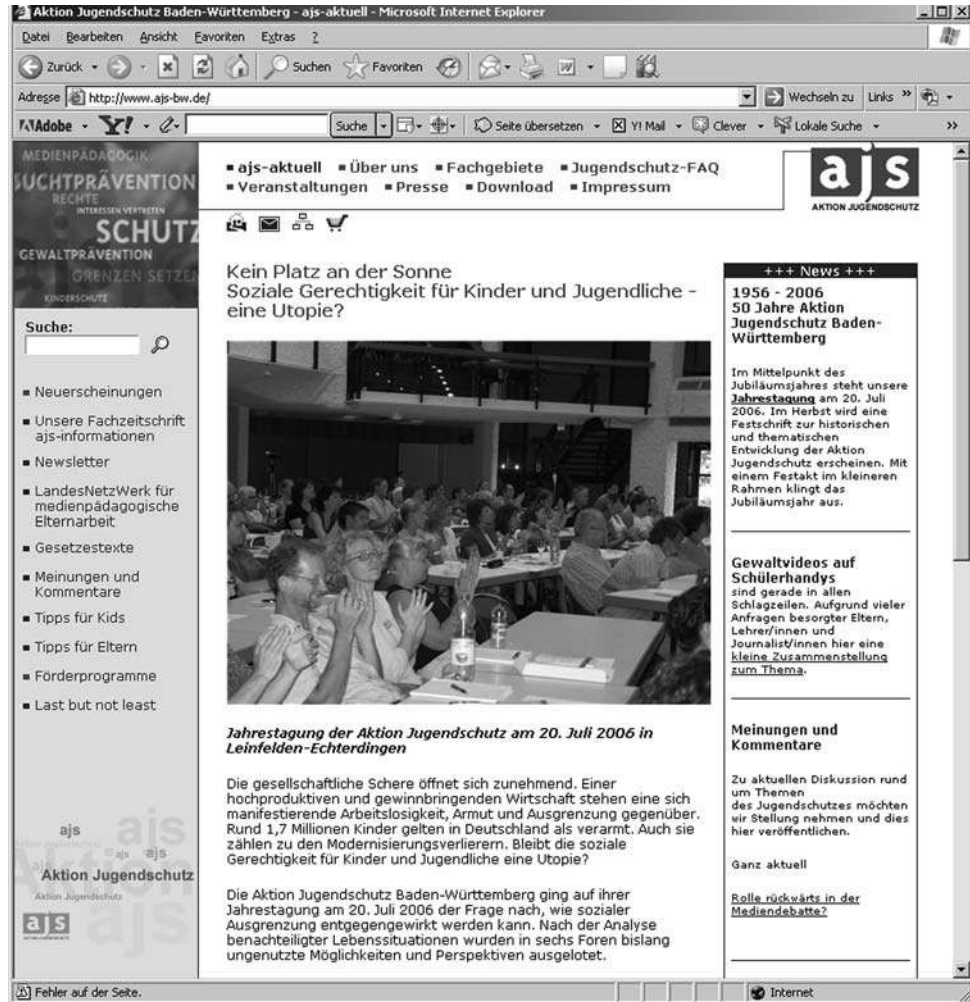 Aktion Jugendschutz Baden-Württemberg - ajs-aktuell - Microsoft Internet Explorer
Datei Bearbeiten Ansicht Favoriten Extras ?
Zurück Suchen Favoriten
Adresse http://www.ajs-bw.de/ Wechseln zu Links »
Adobe Y! Suche Seite übersetzen Y! Mail Clever Lokale Suche »
MEDIENPÄDAGOGIK
SUCHTPRÄVENTION
RECHTE
INTERESSEN VERTRETEN
SCHUTZ
GEWALTPRÄVENTION
GRENZEN SETZEN
KINDERSCHUTZ
ajs-aktuell Über uns Fachgebiete Jugendschutz-FAQ
Veranstaltungen Presse Download Impressum
ajs
AKTION JUGENDSCHUTZ
Suche:
Neuerscheinungen
Unsere Fachzeitschrift
ajs-informationen
Newsletter
LandesNetzWerk für
medienpädagogische
Elternarbeit
Gesetzestexte
Meinungen und
Kommentare
Tipps für Kids
Tipps für Eltern
Förderprogramme
Last but not least
ajs
ajs
ajs
ajs
Aktion
Aktion Jugendschutz
Aktion Jugendschutz
ajs
ajs
Kein Platz an der Sonne
Soziale Gerechtigkeit für Kinder und Jugendliche -
eine Utopie?
Jahrestagung der Aktion Jugendschutz am 20. Juli 2006 in
Leinfelden-Echterdingen
Die gesellschaftliche Schere öffnet sich zunehmend. Einer
hochproduktiven und gewinnbringenden Wirtschaft stehen eine sich
manifestierende Arbeitslosigkeit, Armut und Ausgrenzung gegenüber.
Rund 1,7 Millionen Kinder gelten in Deutschland als verarmt. Auch sie
zählen zu den Modernisierungsverlierern. Bleibt die soziale
Gerechtigkeit für Kinder und Jugendliche eine Utopie?
Die Aktion Jugendschutz Baden-Württemberg ging auf ihrer
Jahrestagung am 20. Juli 2006 der Frage nach, wie sozialer
Ausgrenzung entgegengewirkt werden kann. Nach der Analyse
benachteiligter Lebenssituationen wurden in sechs Foren bislang
ungenutzte Möglichkeiten und Perspektiven ausgelotet.
+++ News +++
1956 - 2006
50 Jahre Aktion
Jugendschutz Baden-
Württemberg
Im Mittelpunkt des
Jubiläumsjahres steht unsere
Jahrestagung am 20. Juli
2006. Im Herbst wird eine
Festschrift zur historischen
und thematischen
Entwicklung der Aktion
Jugendschutz erscheinen. Mit
einem Festakt im kleineren
Rahmen klingt das
Jubiläumsjahr aus.
Gewaltvideos auf
Schülerhandys
sind gerade in allen
Schlagzeilen. Aufgrund vieler
Anfragen besorgter Eltern,
Lehrer/innen und
Journalist/innen hier eine
kleine Zusammenstellung
zum Thema.
Meinungen und
Kommentare
Zu aktuellen Diskussion rund
um Themen
des Jugendschutzes möchten
wir Stellung nehmen und dies
hier veröffentlichen.
Ganz aktuell
Rolle rückwärts in der
Mediendebatte?
Fehler auf der Seite. Internet